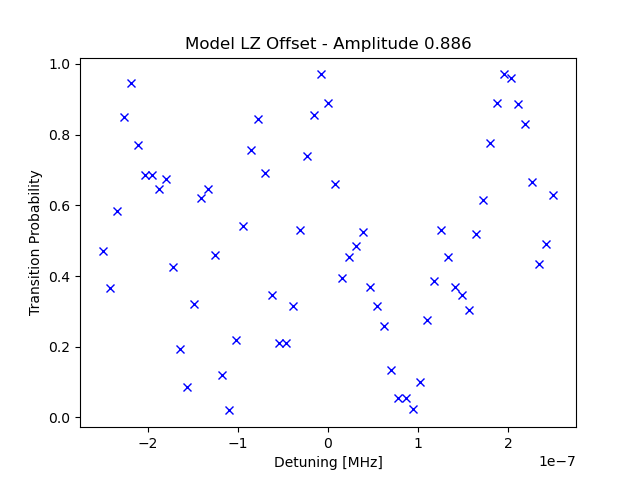 Model LZ Offset - Amplitude 0.886
Transition Probability
1.0
0.8
0.6
0.4
0.2
0.0
−2 −1 0 1 2
1e−7
Detuning [MHz]